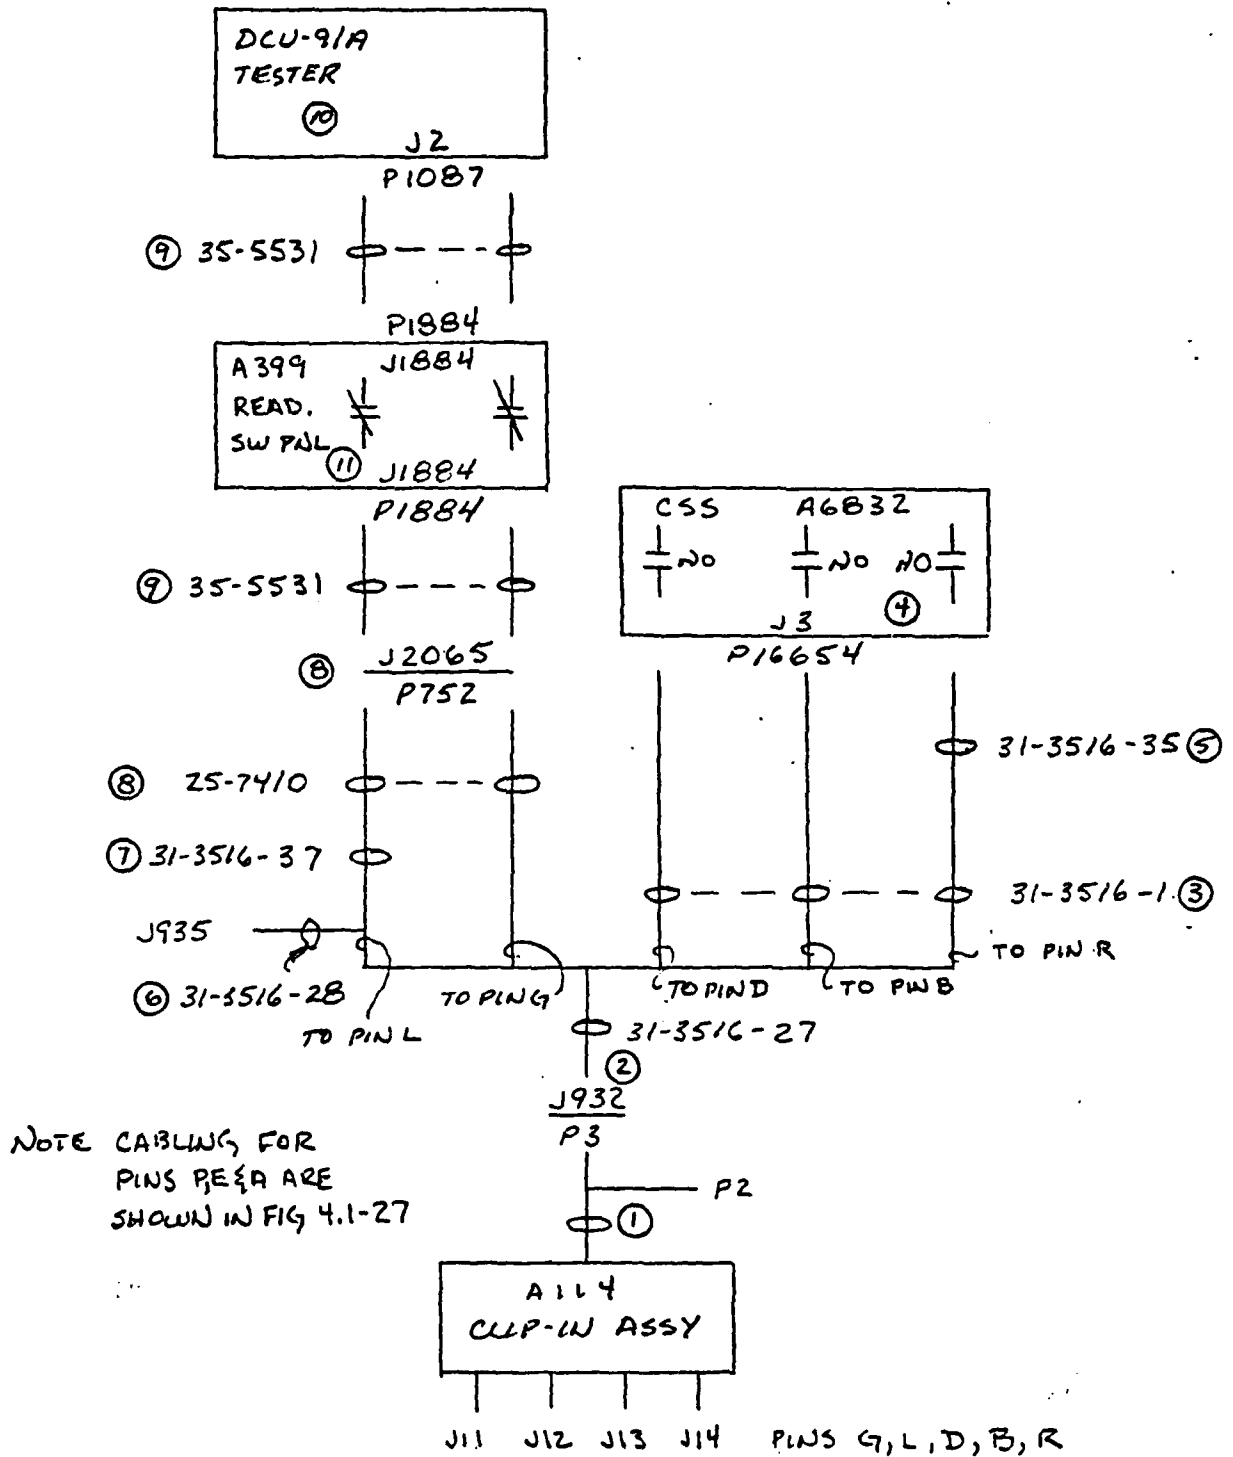 DCU-9/A
TESTER
10
J2
P1087
9 35-5531
P1884
J1884
A399
READ.
SW PNL
11
J1884
P1884
CSS A6B32
NO NO NO
4
J3
P16654
9 35-5531
8 J2065
P752
31-3516-35 5
8 25-7410
7 31-3516-37
31-3516-1 3
J935
TO PIN R
6 31-3516-28
TO PIN G
TO PIN D
TO PIN B
TO PIN L
31-3516-27
2
J932
P3
NOTE CABLING FOR
PINS P,E & A ARE
SHOWN IN FIG 4.1-27
P2
1
A114
CLIP-IN ASSY
J11 J12 J13 J14 PINS G, L, D, B, R